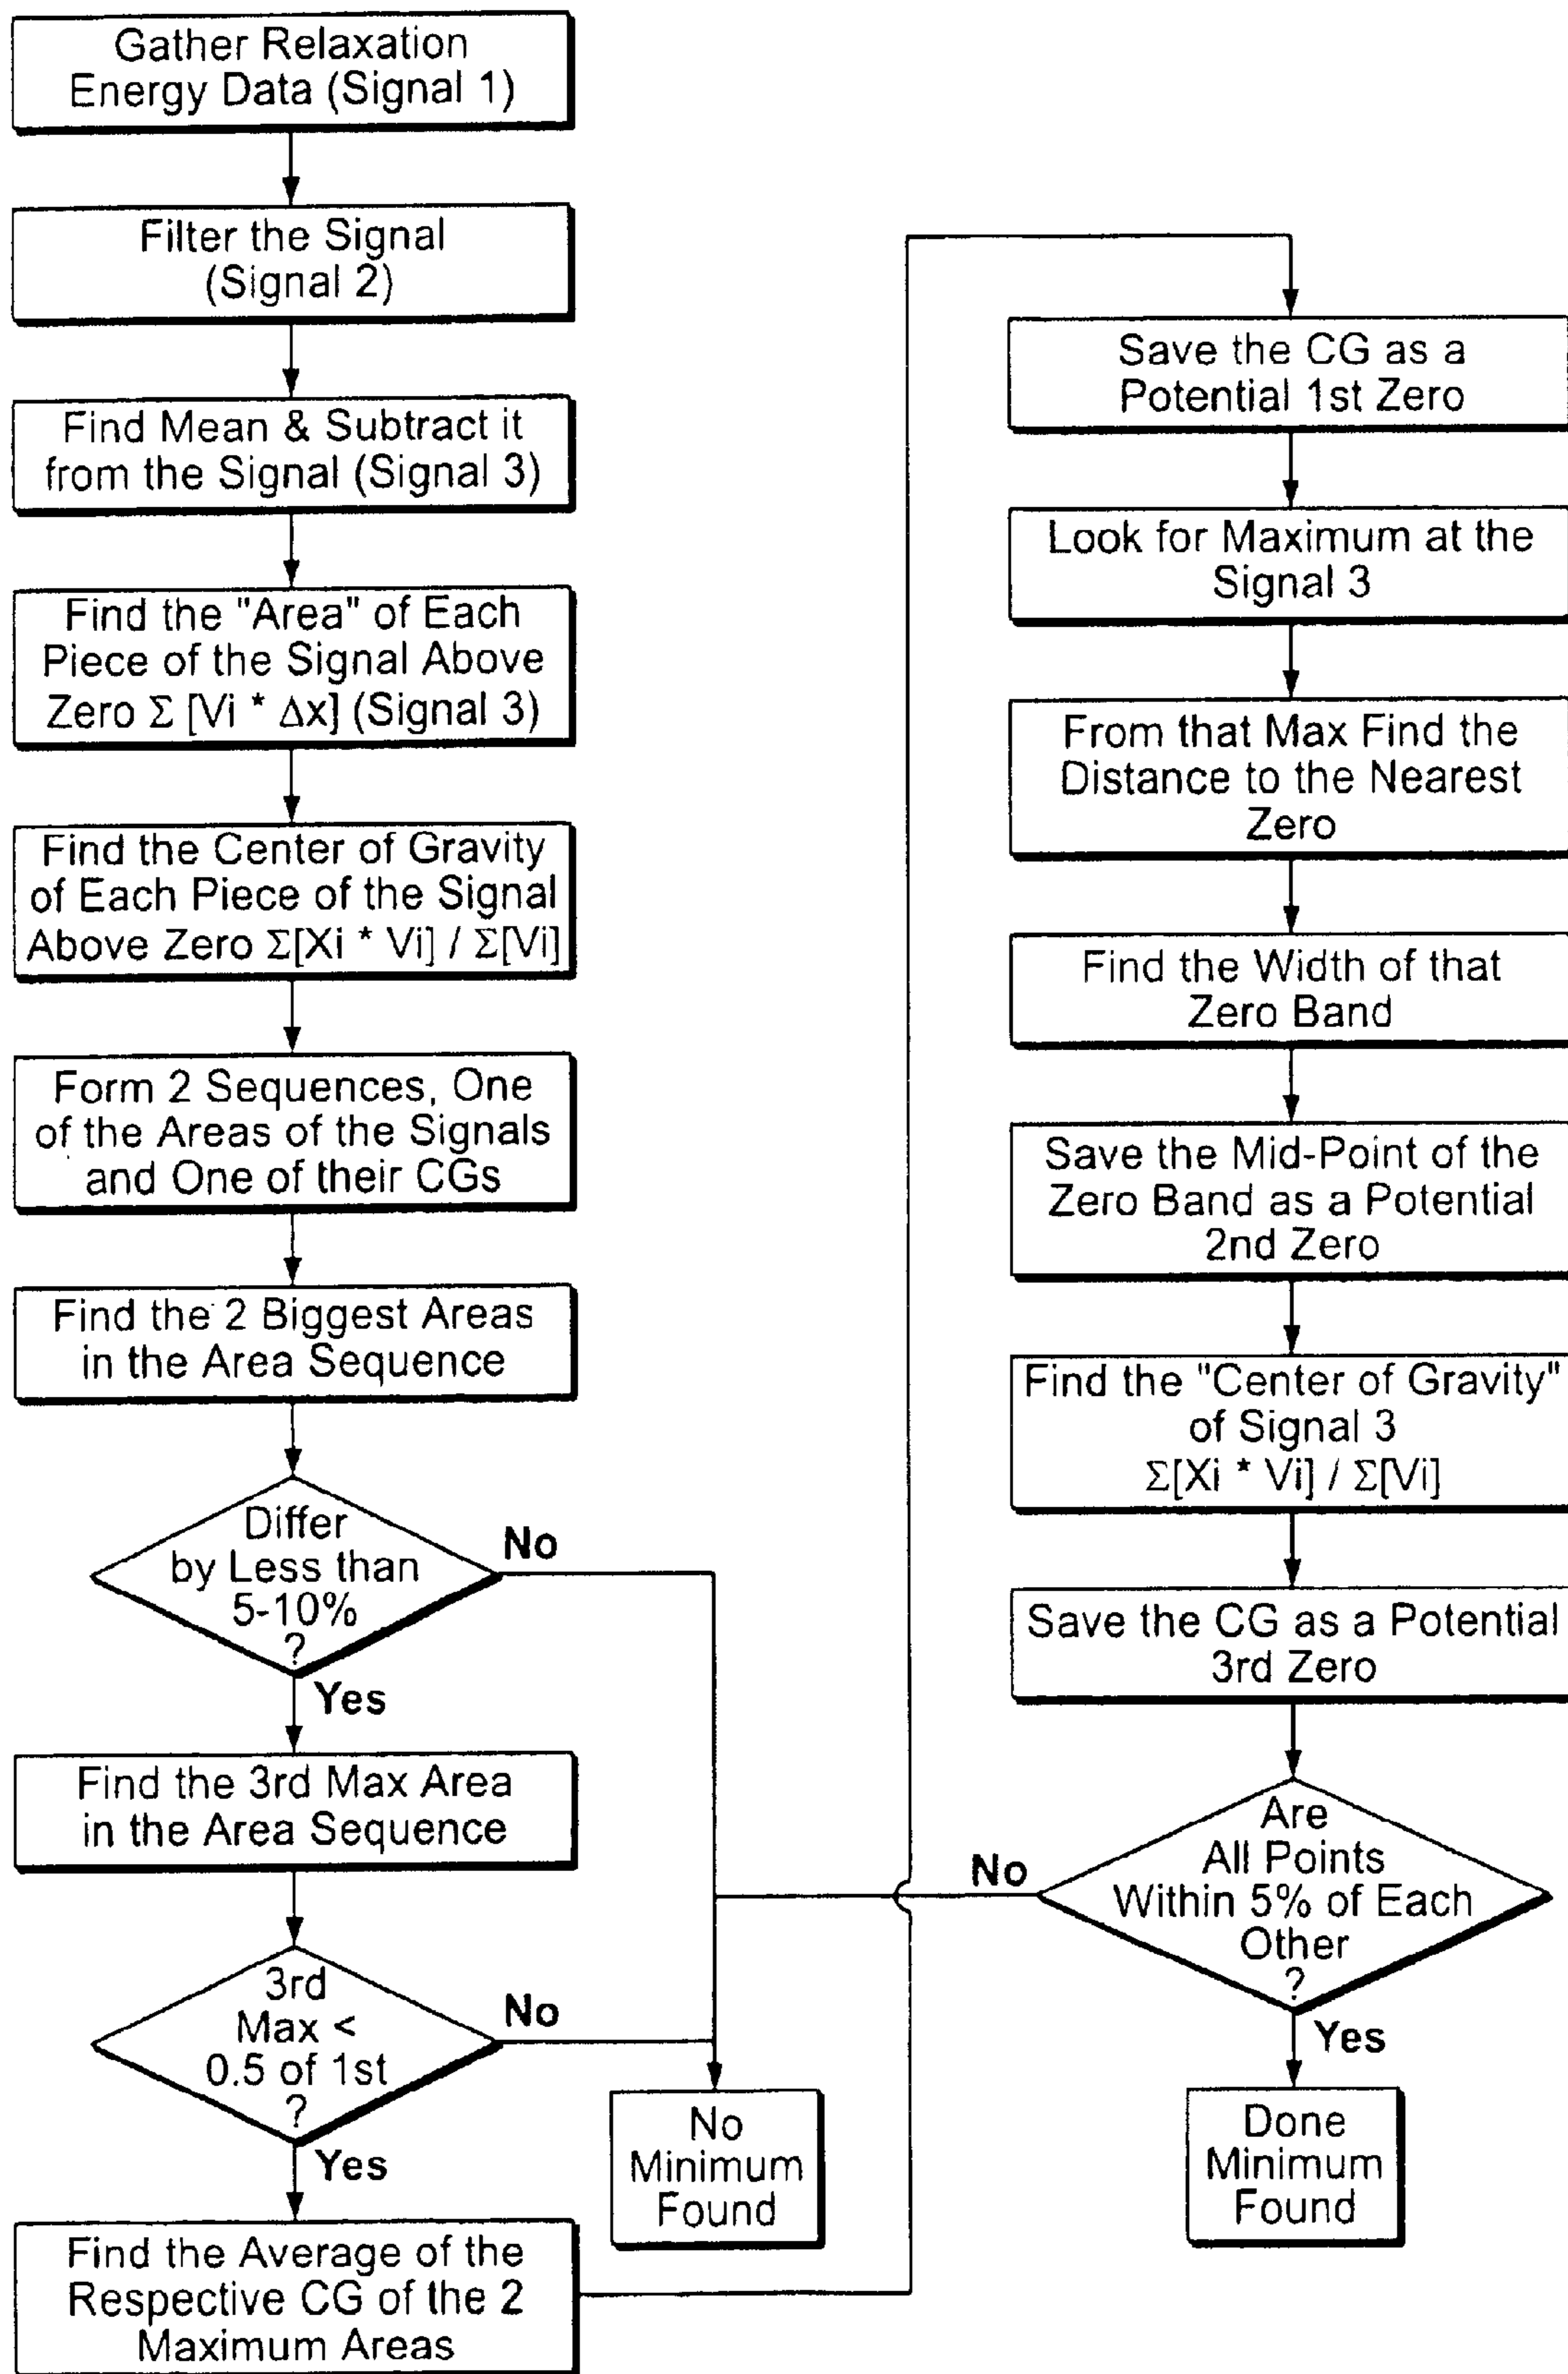 Gather Relaxation
Energy Data (Signal 1)
Filter the Signal
(Signal 2)
Find Mean & Subtract it
from the Signal (Signal 3)
Find the "Area" of Each
Piece of the Signal Above
Zero Σ [Vi * Δx] (Signal 3)
Find the Center of Gravity
of Each Piece of the Signal
Above Zero Σ[Xi * Vi] / Σ[Vi]
Form 2 Sequences, One
of the Areas of the Signals
and One of their CGs
Find the 2 Biggest Areas
in the Area Sequence
Differ
by Less than
5-10%
?
No
Yes
Find the 3rd Max Area
in the Area Sequence
3rd
Max <
0.5 of 1st
?
No
Yes
Find the Average of the
Respective CG of the 2
Maximum Areas
No
Minimum
Found
Save the CG as a
Potential 1st Zero
Look for Maximum at the
Signal 3
From that Max Find the
Distance to the Nearest
Zero
Find the Width of that
Zero Band
Save the Mid-Point of the
Zero Band as a Potential
2nd Zero
Find the "Center of Gravity"
of Signal 3
Σ[Xi * Vi] / Σ[Vi]
Save the CG as a Potential
3rd Zero
Are
All Points
Within 5% of Each
Other
?
No
Yes
Done
Minimum
Found